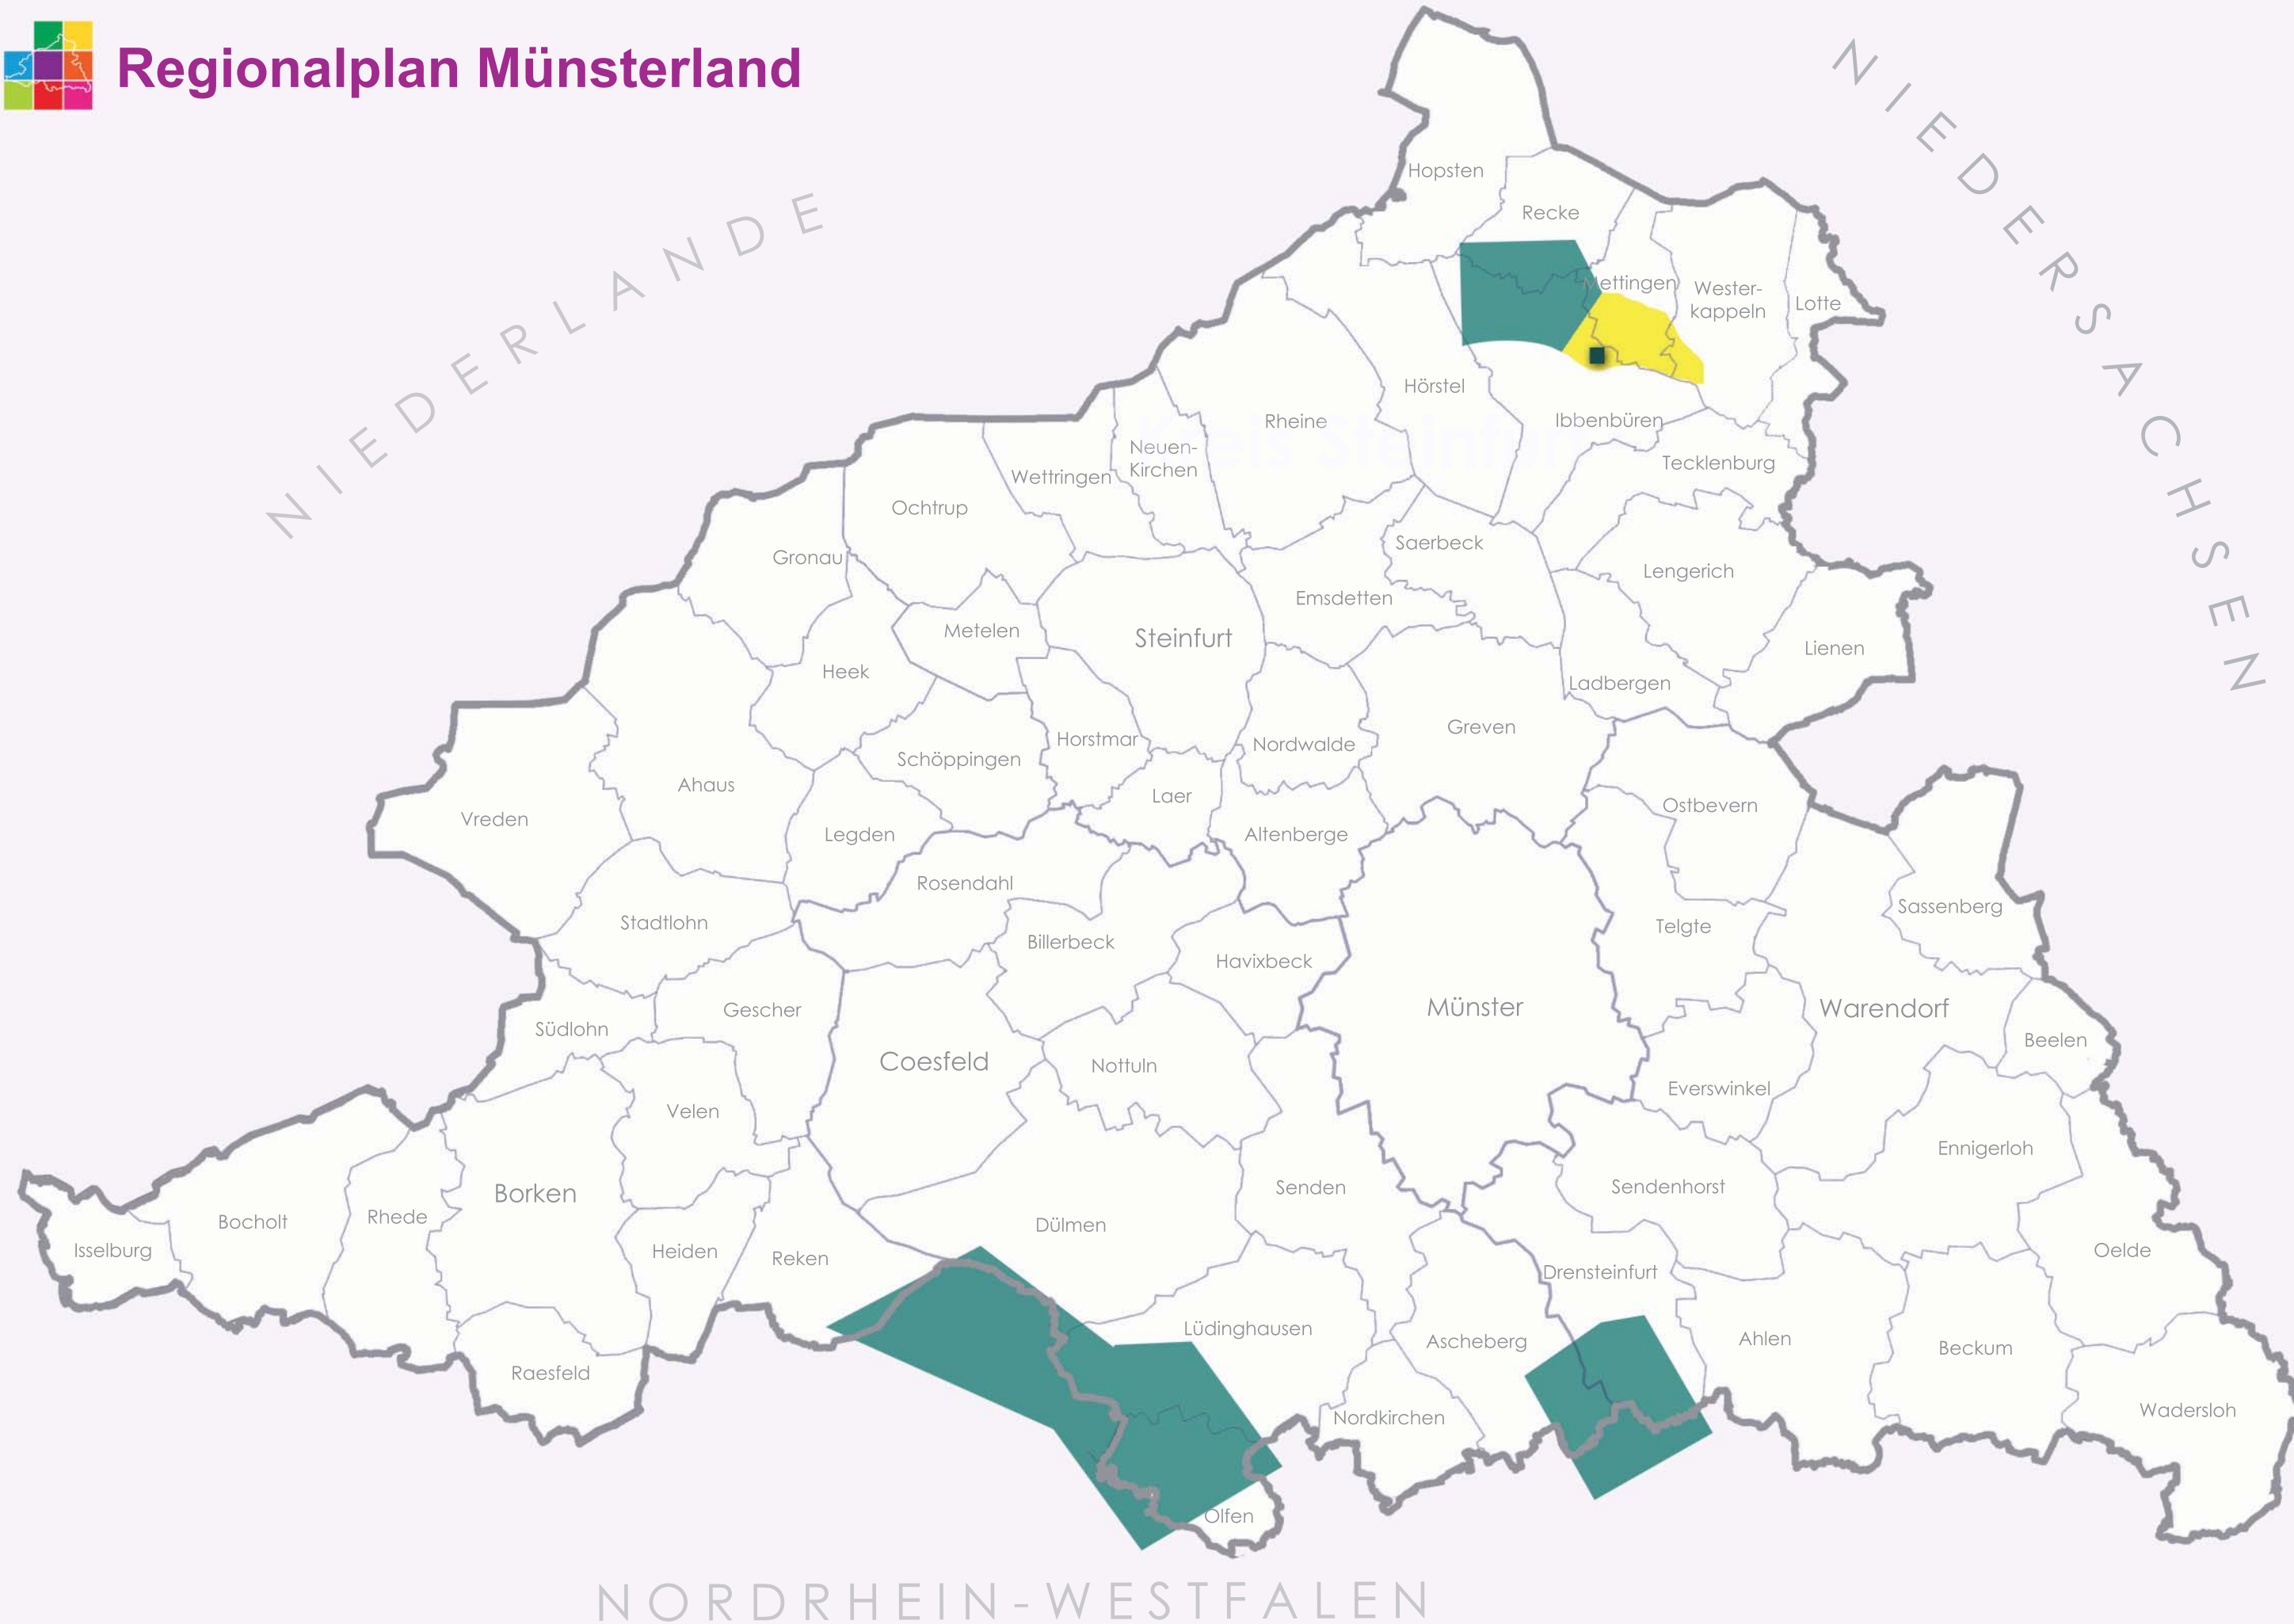 Regionalplan Münsterland
NIEDERLANDE
NIEDERSACHSEN
Hopsten
Recke
Mettingen
Wester-
kappeln
Lotte
Hörstel
Rheine
Ibbenbüren
Neuen-
Kirchen
Wettringen
Tecklenburg
Ochtrup
Saerbeck
Gronau
Lengerich
Emsdetten
Metelen
Steinfurt
Lienen
Heek
Ladbergen
Greven
Horstmar
Nordwalde
Schöppingen
Ahaus
Laer
Ostbevern
Vreden
Legden
Altenberge
Rosendahl
Sassenberg
Stadtlohn
Telgte
Billerbeck
Havixbeck
Münster
Warendorf
Gescher
Südlohn
Beelen
Coesfeld
Nottuln
Everswinkel
Velen
Ennigerloh
Borken
Senden
Sendenhorst
Rhede
Bocholt
Dülmen
Isselburg
Heiden
Reken
Oelde
Drensteinfurt
Lüdinghausen
Ascheberg
Ahlen
Beckum
Raesfeld
Nordkirchen
Wadersloh
Olfen
NORDRHEIN-WESTFALEN